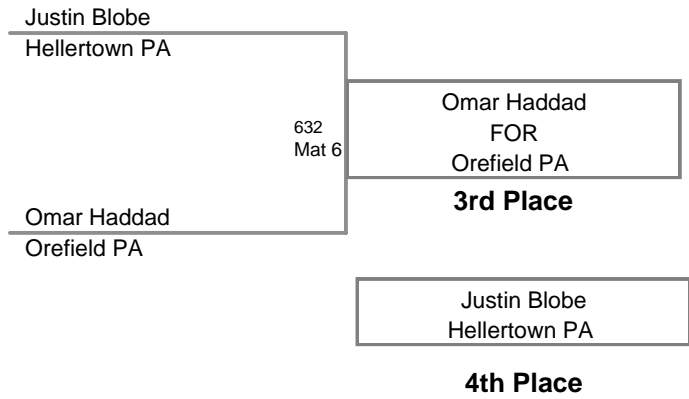 Justin Blobe
Hellertown PA
632
Mat 6
Omar Haddad
FOR
Orefield PA
3rd Place
Omar Haddad
Orefield PA
Justin Blobe
Hellertown PA
4th Place